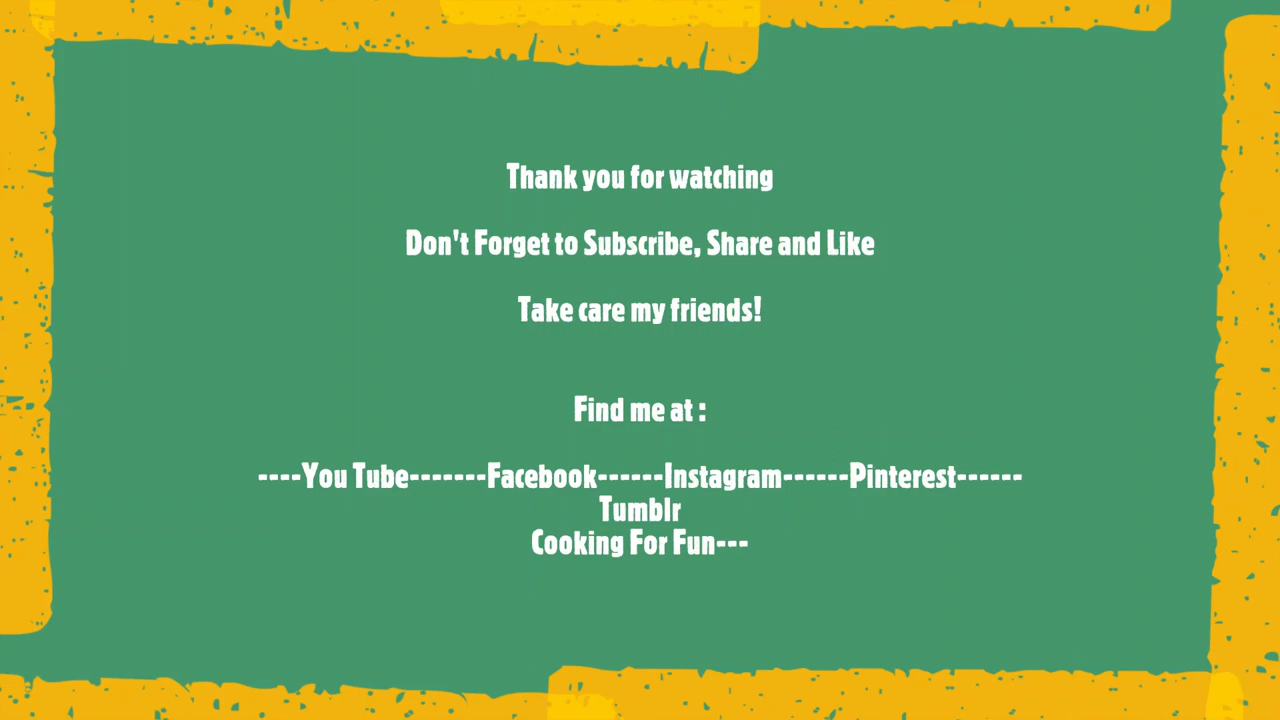 Thank you for watching
Don't Forget to Subscribe, Share and Like
Take care my friends!
Find me at :
----You Tube-------Facebook------Instagram------Pinterest------
Tumblr
Cooking For Fun---